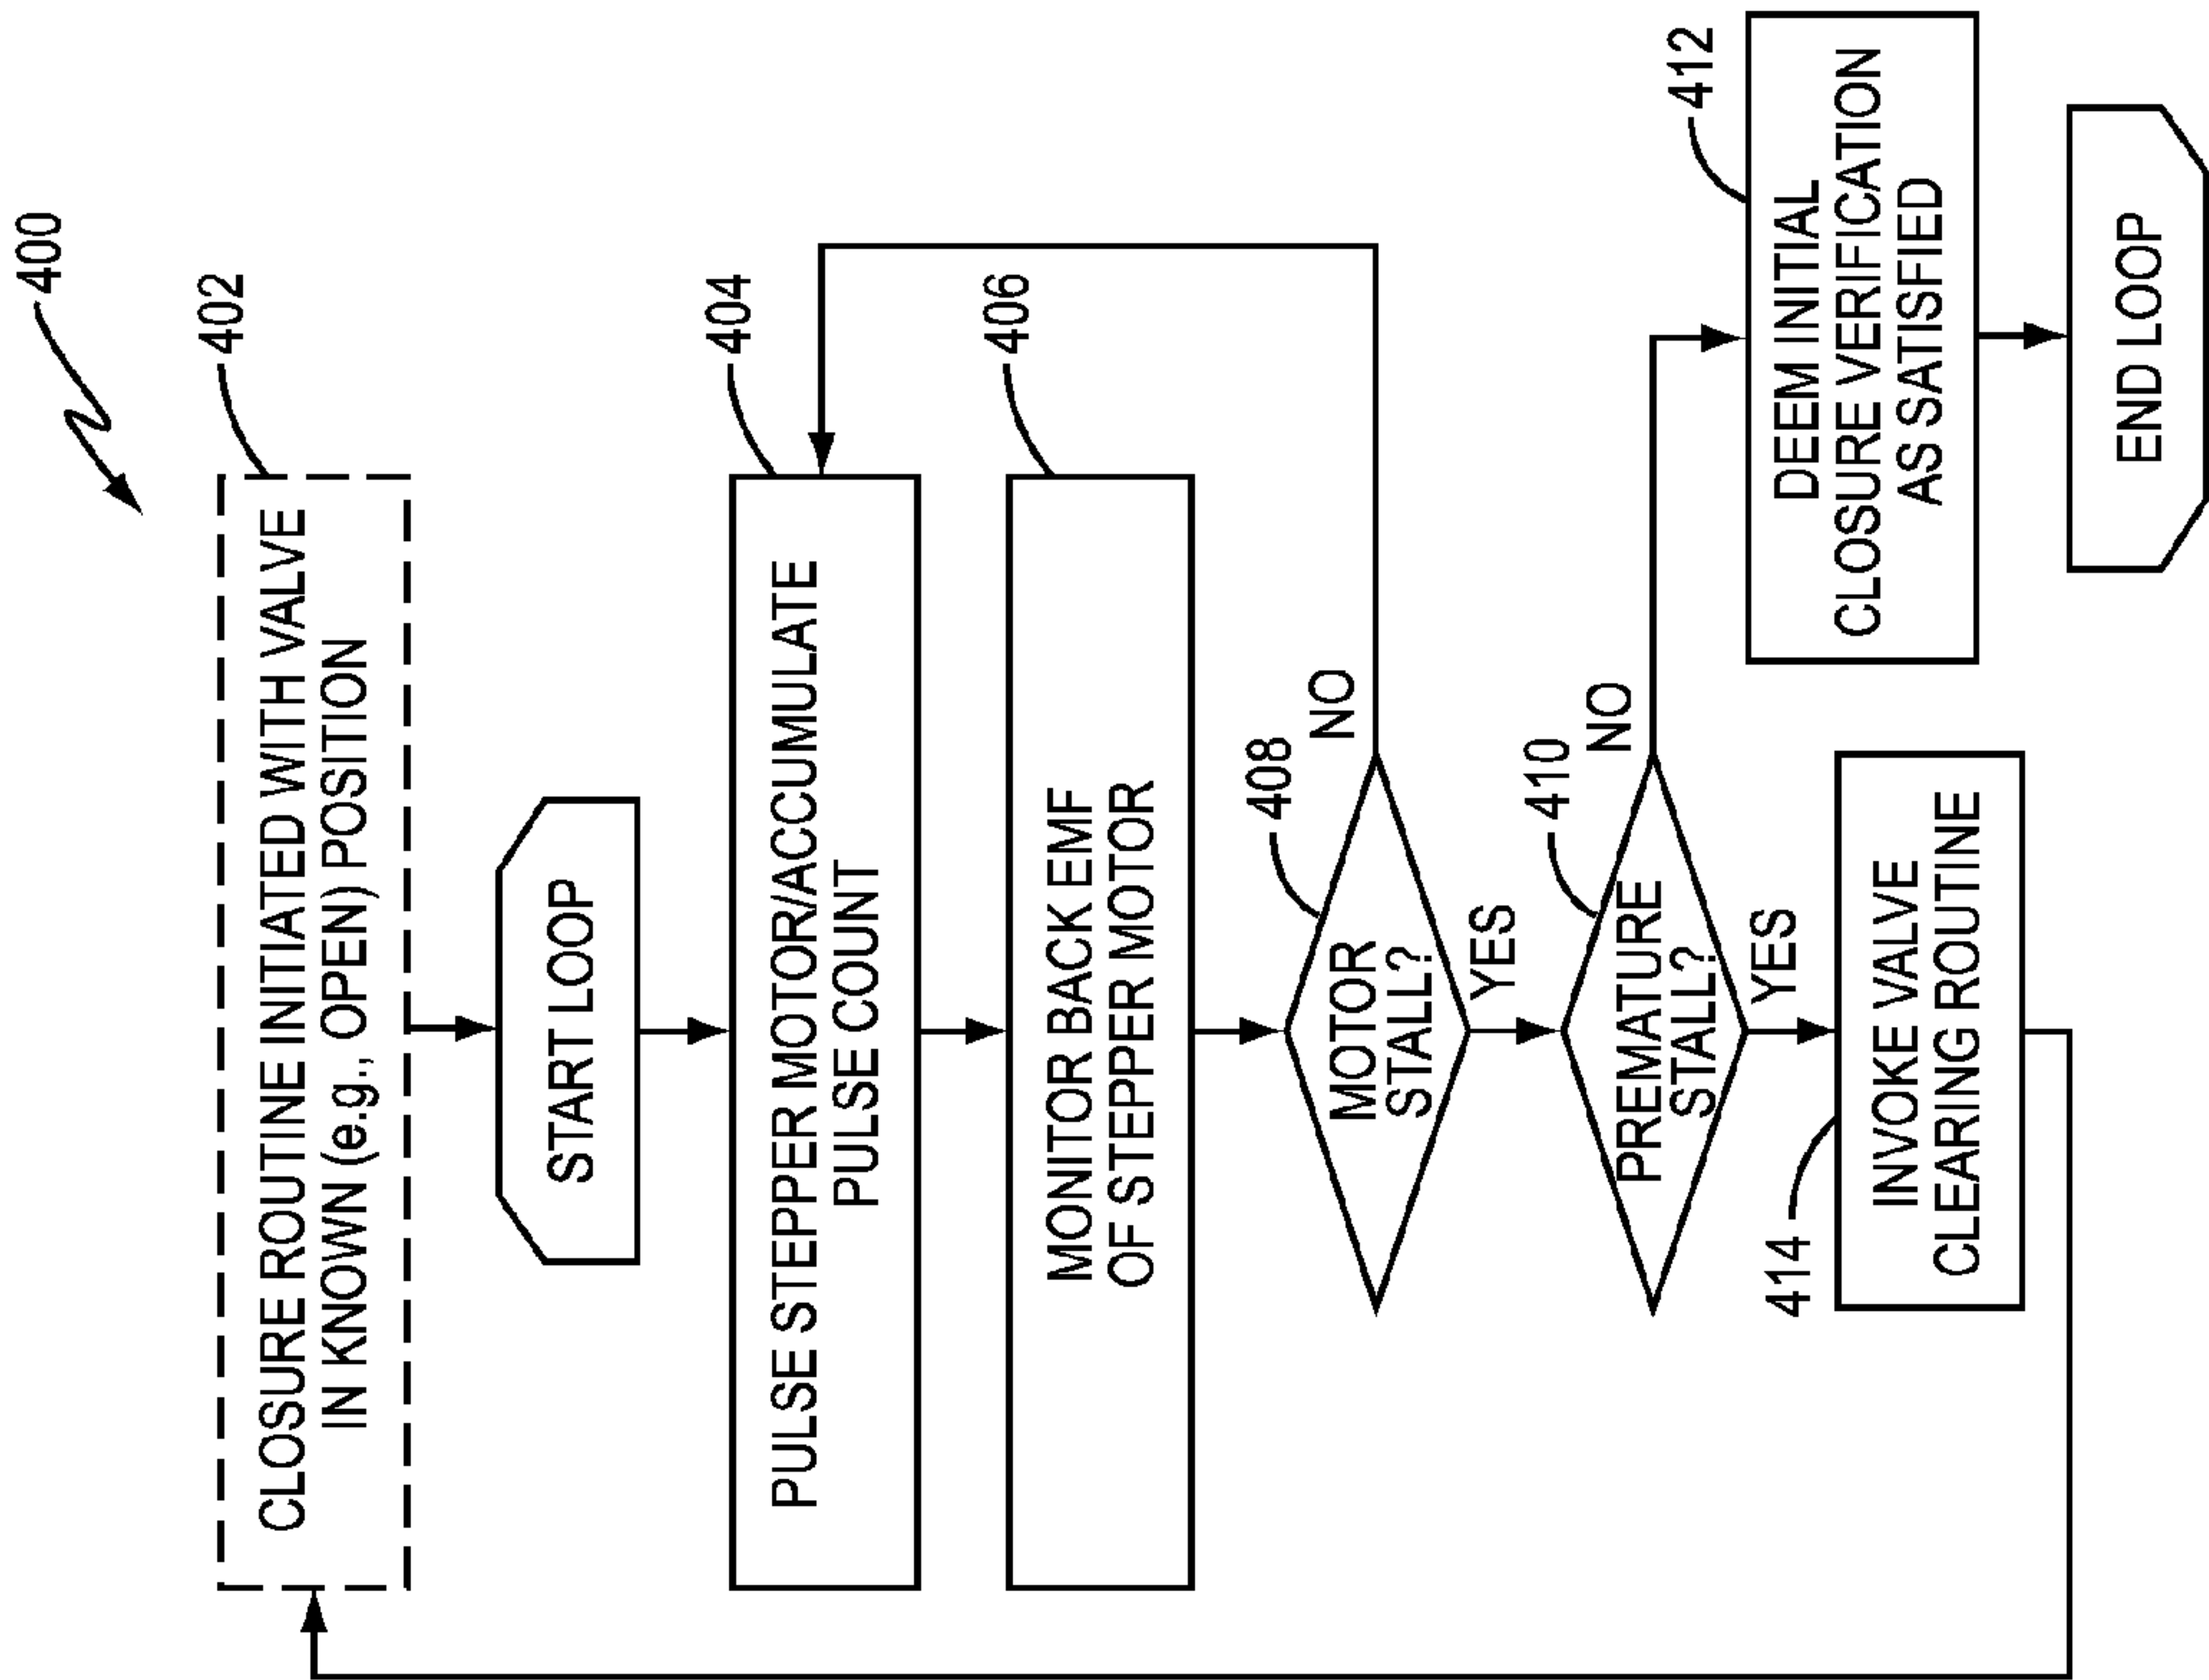 400
402
CLOSURE ROUTINE INITIATED WITH VALVE
IN KNOWN (e.g., OPEN) POSITION
START LOOP
404
PULSE STEPPER MOTOR/ACCUMULATE
PULSE COUNT
406
MONITOR BACK EMF
OF STEPPER MOTOR
408
MOTOR
STALL?
NO
YES
410
PREMATURE
STALL?
NO
YES
412
DEEM INITIAL
CLOSURE VERIFICATION
AS SATISFIED
414
INVOKE VALVE
CLEARING ROUTINE
END LOOP